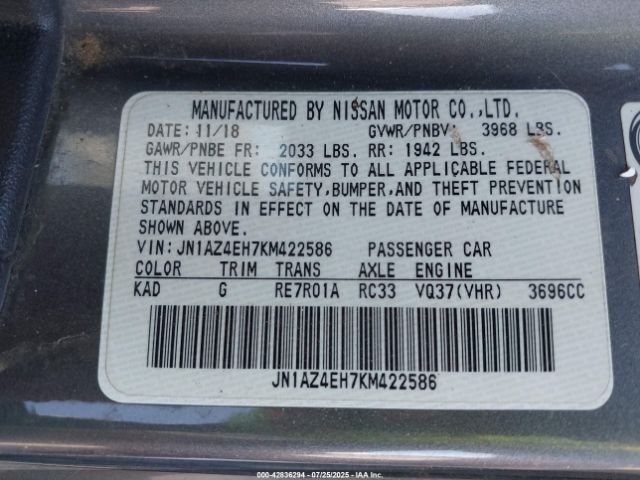 MANUFACTURED BY NISSAN MOTOR CO.,LTD.
DATE: 11/18 GVWR/PNBV: 3968 LBS.
GAWR/PNBE FR: 2033 LBS. RR: 1942 LBS.
THIS VEHICLE CONFORMS TO ALL APPLICABLE FEDERAL
MOTOR VEHICLE SAFETY,BUMPER,AND THEFT PREVENTION
STANDARDS IN EFFECT ON THE DATE OF MANUFACTURE
SHOWN ABOVE.
VIN: JN1AZ4EH7KM422586 PASSENGER CAR
COLOR TRIM TRANS AXLE ENGINE
KAD G RE7R01A RC33 VQ37(VHR) 3696CC
JN1AZ4EH7KM422586
000-42836294 - 07/25/2025 - IAAI.COM